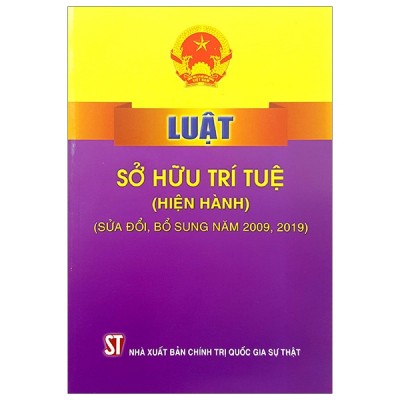 LUẬT
SỞ HỮU TRÍ TUỆ
(HIỆN HÀNH)
(SỬA ĐỔI, BỔ SUNG NĂM 2009, 2019)
ST NHÀ XUẤT BẢN CHÍNH TRỊ QUỐC GIA SỰ THẬT